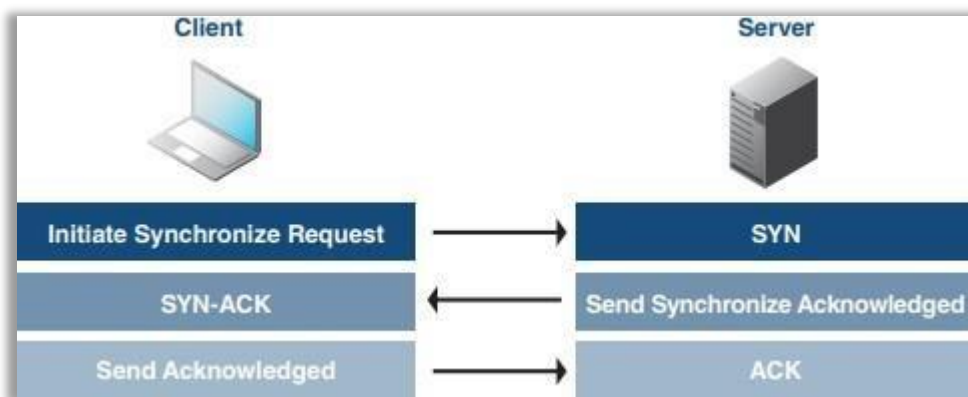 Client
Server
Initiate Synchronize Request
SYN
SYN-ACK
Send Synchronize Acknowledged
Send Acknowledged
ACK